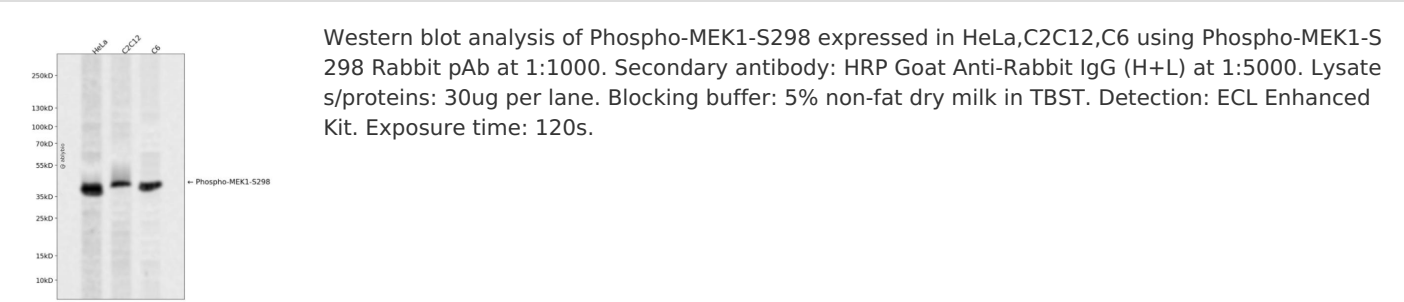 HeLa C2C12 C6
250kD
130kD
100kD
70kD
55kD
35kD
25kD
15kD
10kD
← Phospho-MEK1-S298
Western blot analysis of Phospho-MEK1-S298 expressed in HeLa,C2C12,C6 using Phospho-MEK1-S
298 Rabbit pAb at 1:1000. Secondary antibody: HRP Goat Anti-Rabbit IgG (H+L) at 1:5000. Lysate
s/proteins: 30ug per lane. Blocking buffer: 5% non-fat dry milk in TBST. Detection: ECL Enhanced
Kit. Exposure time: 120s.